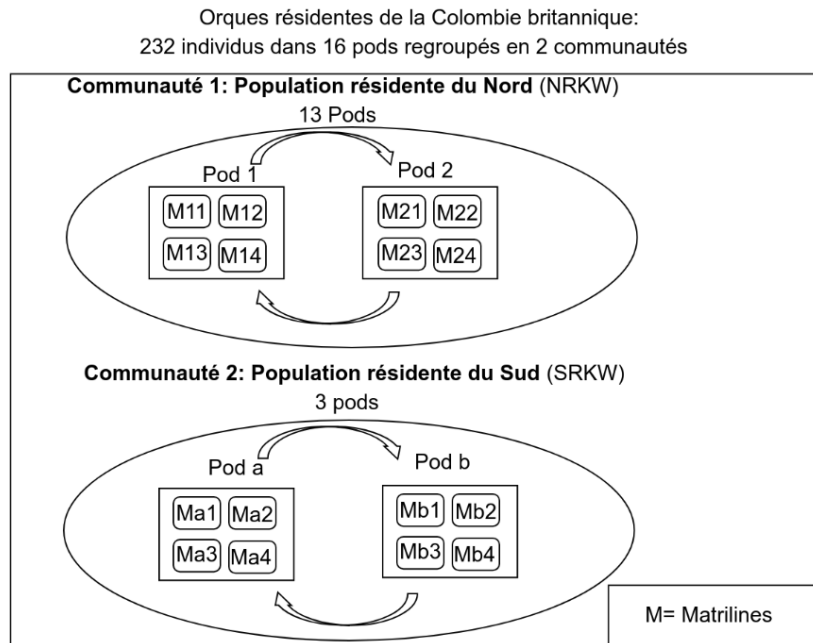 Orques résidentes de la Colombie britannique:
232 individus dans 16 pods regroupés en 2 communautés
Communauté 1: Population résidente du Nord (NRKW)
13 Pods
Pod 1
Pod 2
M11 M12
M21 M22
M13 M14
M23 M24
Communauté 2: Population résidente du Sud (SRKW)
3 pods
Pod a
Pod b
Ma1 Ma2
Mb1 Mb2
Ma3 Ma4
Mb3 Mb4
M= Matrilines